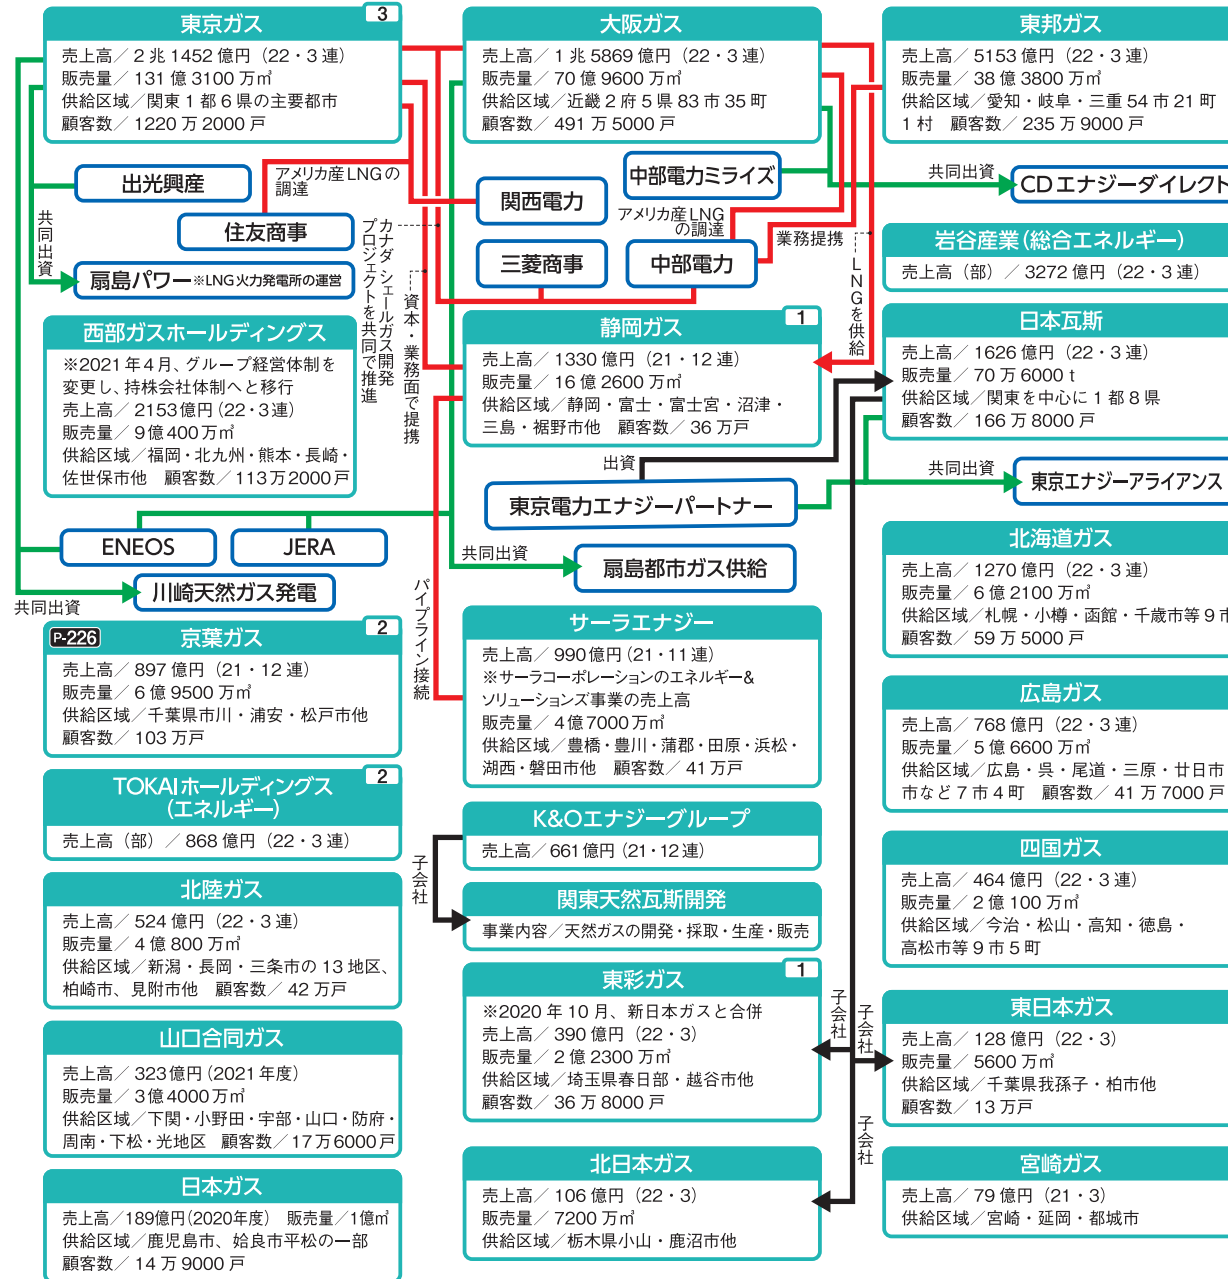 東京ガス
3
売上高／2兆1452億円（22・3連）
販売量／131億3100万㎥
供給区域／関東1都6県の主要都市
顧客数／1220万2000戸
大阪ガス
売上高／1兆5869億円（22・3連）
販売量／70億9600万㎥
供給区域／近畿2府5県83市35町
顧客数／491万5000戸
東邦ガス
売上高／5153億円（22・3連）
販売量／38億3800万㎥
供給区域／愛知・岐阜・三重54市21町
1村　顧客数／235万9000戸
出光興産
アメリカ産LNGの
調達
住友商事
共同出資
扇島パワー※LNG火力発電所の運営
カナダ シェールガス開発
プロジェクトを共同で推進
資本・業務面で提携
関西電力
三菱商事
中部電力ミライズ
アメリカ産LNG
の調達
中部電力
業務提携
LNGを供給
共同出資
CDエナジーダイレクト
岩谷産業（総合エネルギー）
売上高（部）／3272億円（22・3連）
西部ガスホールディングス
※2021年4月、グループ経営体制を
変更し、持株会社体制へと移行
売上高／2153億円（22・3連）
販売量／9億400万㎥
供給区域／福岡・北九州・熊本・長崎・
佐世保市他　顧客数／113万2000戸
静岡ガス
1
売上高／1330億円（21・12連）
販売量／16億2600万㎥
供給区域／静岡・富士・富士宮・沼津・
三島・裾野市他　顧客数／36万戸
日本瓦斯
売上高／1626億円（22・3連）
販売量／70万6000t
供給区域／関東を中心に1都8県
顧客数／166万8000戸
出資
東京電力エナジーパートナー
共同出資
東京エナジーアライアンス
ENEOS
JERA
共同出資
川崎天然ガス発電
共同出資
扇島都市ガス供給
パイプライン接続
北海道ガス
売上高／1270億円（22・3連）
販売量／6億2100万㎥
供給区域／札幌・小樽・函館・千歳市等9市
顧客数／59万5000戸
P-226
京葉ガス
2
売上高／897億円（21・12連）
販売量／6億9500万㎥
供給区域／千葉県市川・浦安・松戸市他
顧客数／103万戸
サーラエナジー
売上高／990億円（21・11連）
※サーラコーポレーションのエネルギー&
ソリューションズ事業の売上高
販売量／4億7000万㎥
供給区域／豊橋・豊川・蒲郡・田原・浜松・
湖西・磐田市他　顧客数／41万戸
広島ガス
売上高／768億円（22・3連）
販売量／5億6600万㎥
供給区域／広島・呉・尾道・三原・廿日市
市など7市4町　顧客数／41万7000戸
TOKAIホールディングス
（エネルギー）
2
売上高（部）／868億円（22・3連）
K&Oエナジーグループ
売上高／661億円（21・12連）
子会社
関東天然瓦斯開発
事業内容／天然ガスの開発・採取・生産・販売
四国ガス
売上高／464億円（22・3連）
販売量／2億100万㎥
供給区域／今治・松山・高知・徳島・
高松市等9市5町
北陸ガス
売上高／524億円（22・3連）
販売量／4億800万㎥
供給区域／新潟・長岡・三条市の13地区、
柏崎市、見附市他　顧客数／42万戸
東彩ガス
1
※2020年10月、新日本ガスと合併
売上高／390億円（22・3）
販売量／2億2300万㎥
供給区域／埼玉県春日部・越谷市他
顧客数／36万8000戸
子会社
子会社
東日本ガス
売上高／128億円（22・3）
販売量／5600万㎥
供給区域／千葉県我孫子・柏市他
顧客数／13万戸
山口合同ガス
売上高／323億円（2021年度）
販売量／3億4000万㎥
供給区域／下関・小野田・宇部・山口・防府・
周南・下松・光地区　顧客数／17万6000戸
子会社
北日本ガス
売上高／106億円（22・3）
販売量／7200万㎥
供給区域／栃木県小山・鹿沼市他
宮崎ガス
売上高／79億円（21・3）
供給区域／宮崎・延岡・都城市
日本ガス
売上高／189億円（2020年度）　販売量／1億㎥
供給区域／鹿児島市、姶良市平松の一部
顧客数／14万9000戸